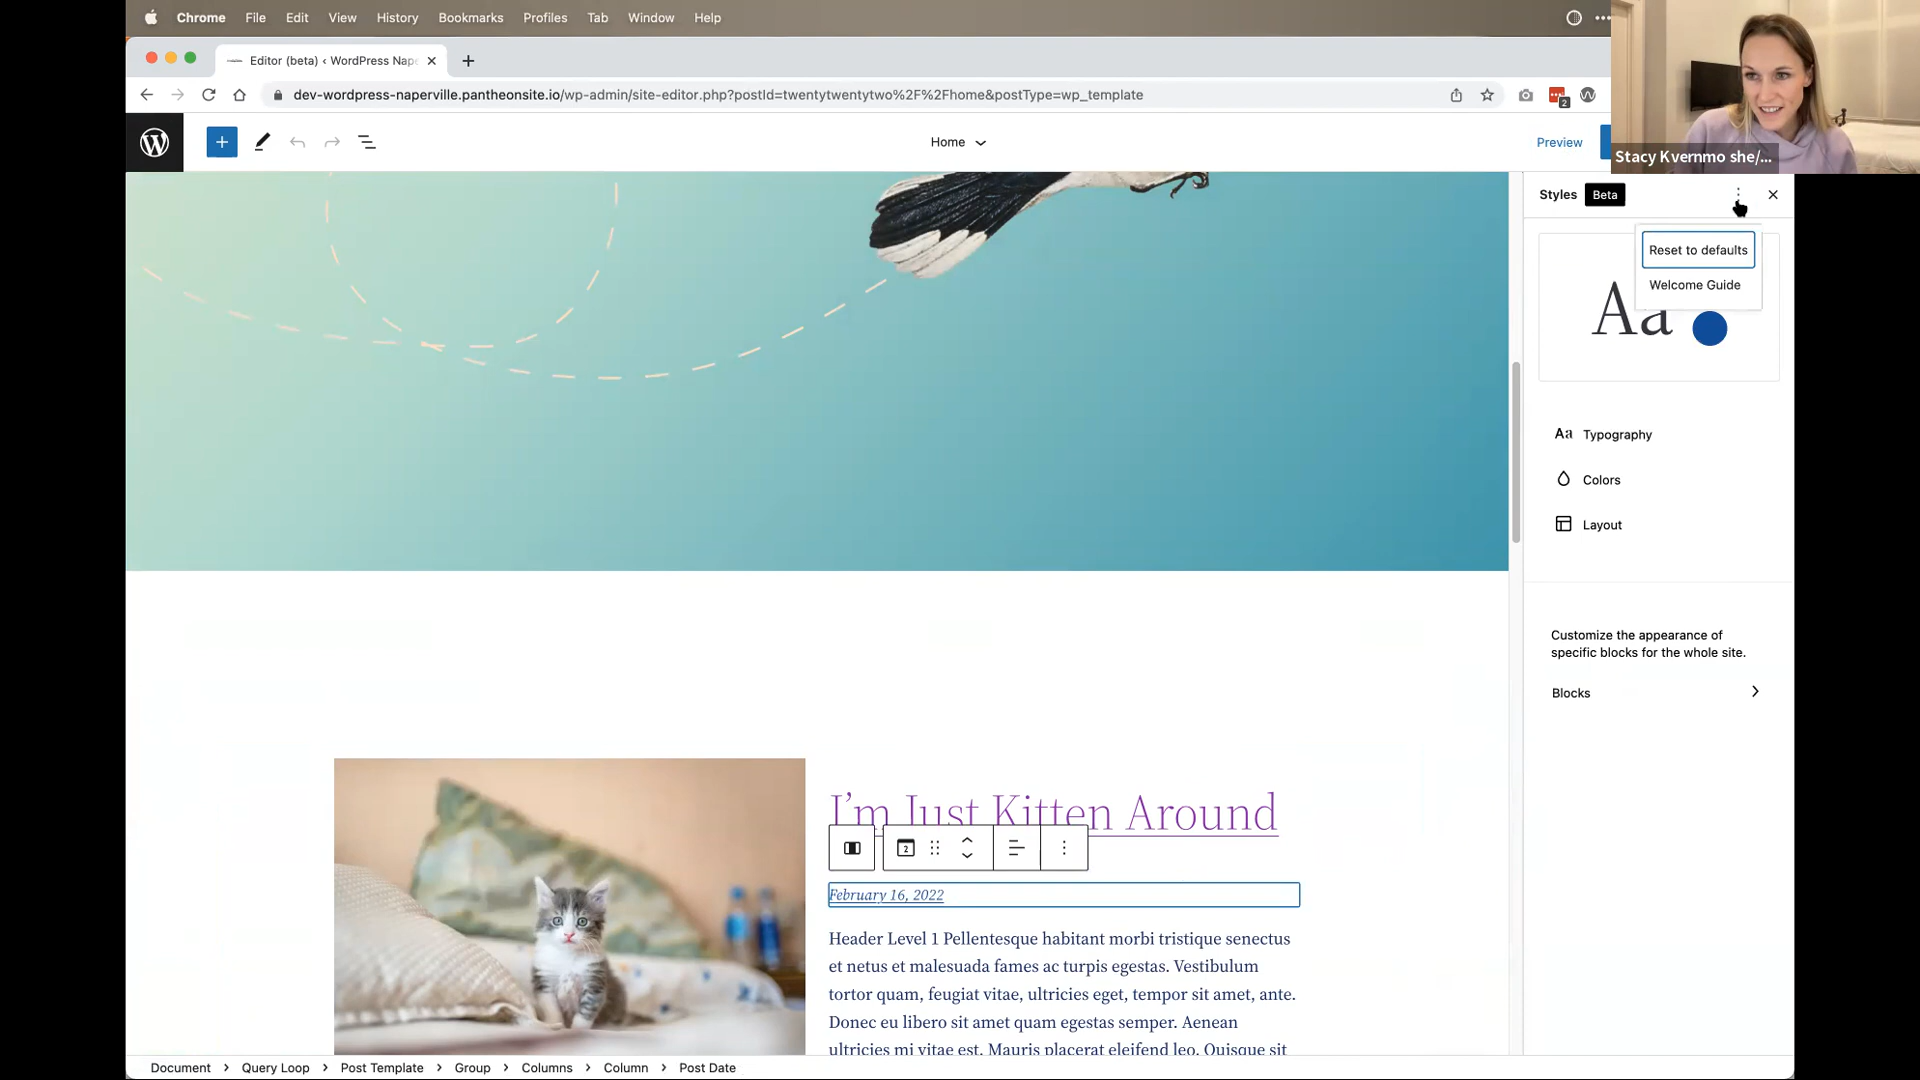 Chrome File Edit View History Bookmarks Profiles Tab Window Help
Editor (beta) ‹ WordPress Nap
dev-wordpress-naperville.pantheonsite.io/wp-admin/site-editor.php?postId=twentytwentytwo%2F%2Fhome&postType=wp_template
2
Home
Preview
Stacy Kvernmo she/...
Styles Beta
Reset to defaults
Welcome Guide
Aa
Aa Typography
Colors
Layout
Customize the appearance of
specific blocks for the whole site.
Blocks
I’m Just Kitten Around
February 16, 2022
Header Level 1 Pellentesque habitant morbi tristique senectus
et netus et malesuada fames ac turpis egestas. Vestibulum
tortor quam, feugiat vitae, ultricies eget, tempor sit amet, ante.
Donec eu libero sit amet quam egestas semper. Aenean
ultricies mi vitae est. Mauris placerat eleifend leo. Quisque sit
Document > Query Loop > Post Template > Group > Columns > Column > Post Date